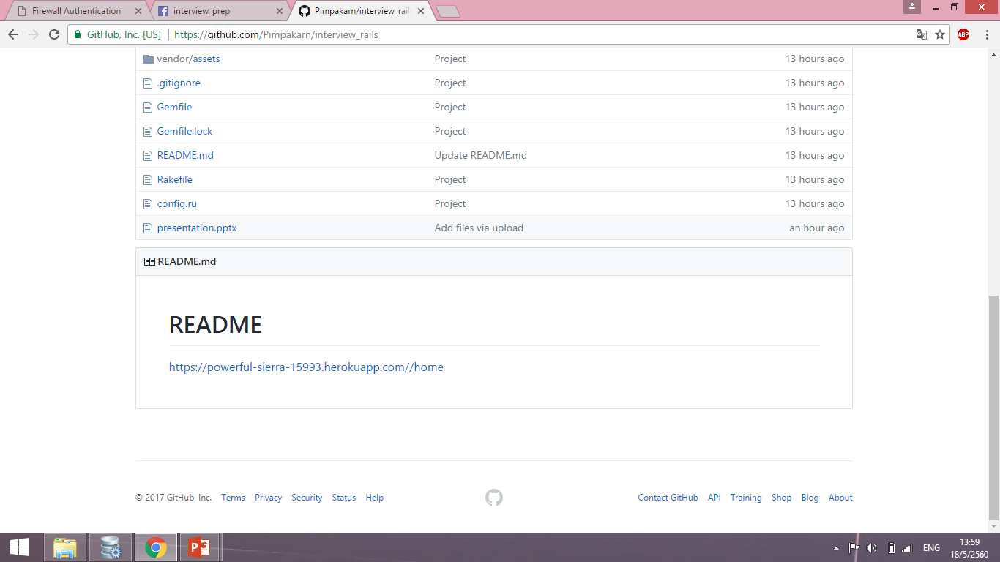 Firewall Authentication
interview_prep
Pimpakarn/interview_rails
GitHub, Inc. [US] https://github.com/Pimpakarn/interview_rails
ABP
vendor/assets Project 13 hours ago
.gitignore Project 13 hours ago
Gemfile Project 13 hours ago
Gemfile.lock Project 13 hours ago
README.md Update README.md 13 hours ago
Rakefile Project 13 hours ago
config.ru Project 13 hours ago
presentation.pptx Add files via upload an hour ago
README.md
README
https://powerful-sierra-15993.herokuapp.com//home
© 2017 GitHub, Inc. Terms Privacy Security Status Help Contact GitHub API Training Shop Blog About
ENG
13:59
18/5/2560